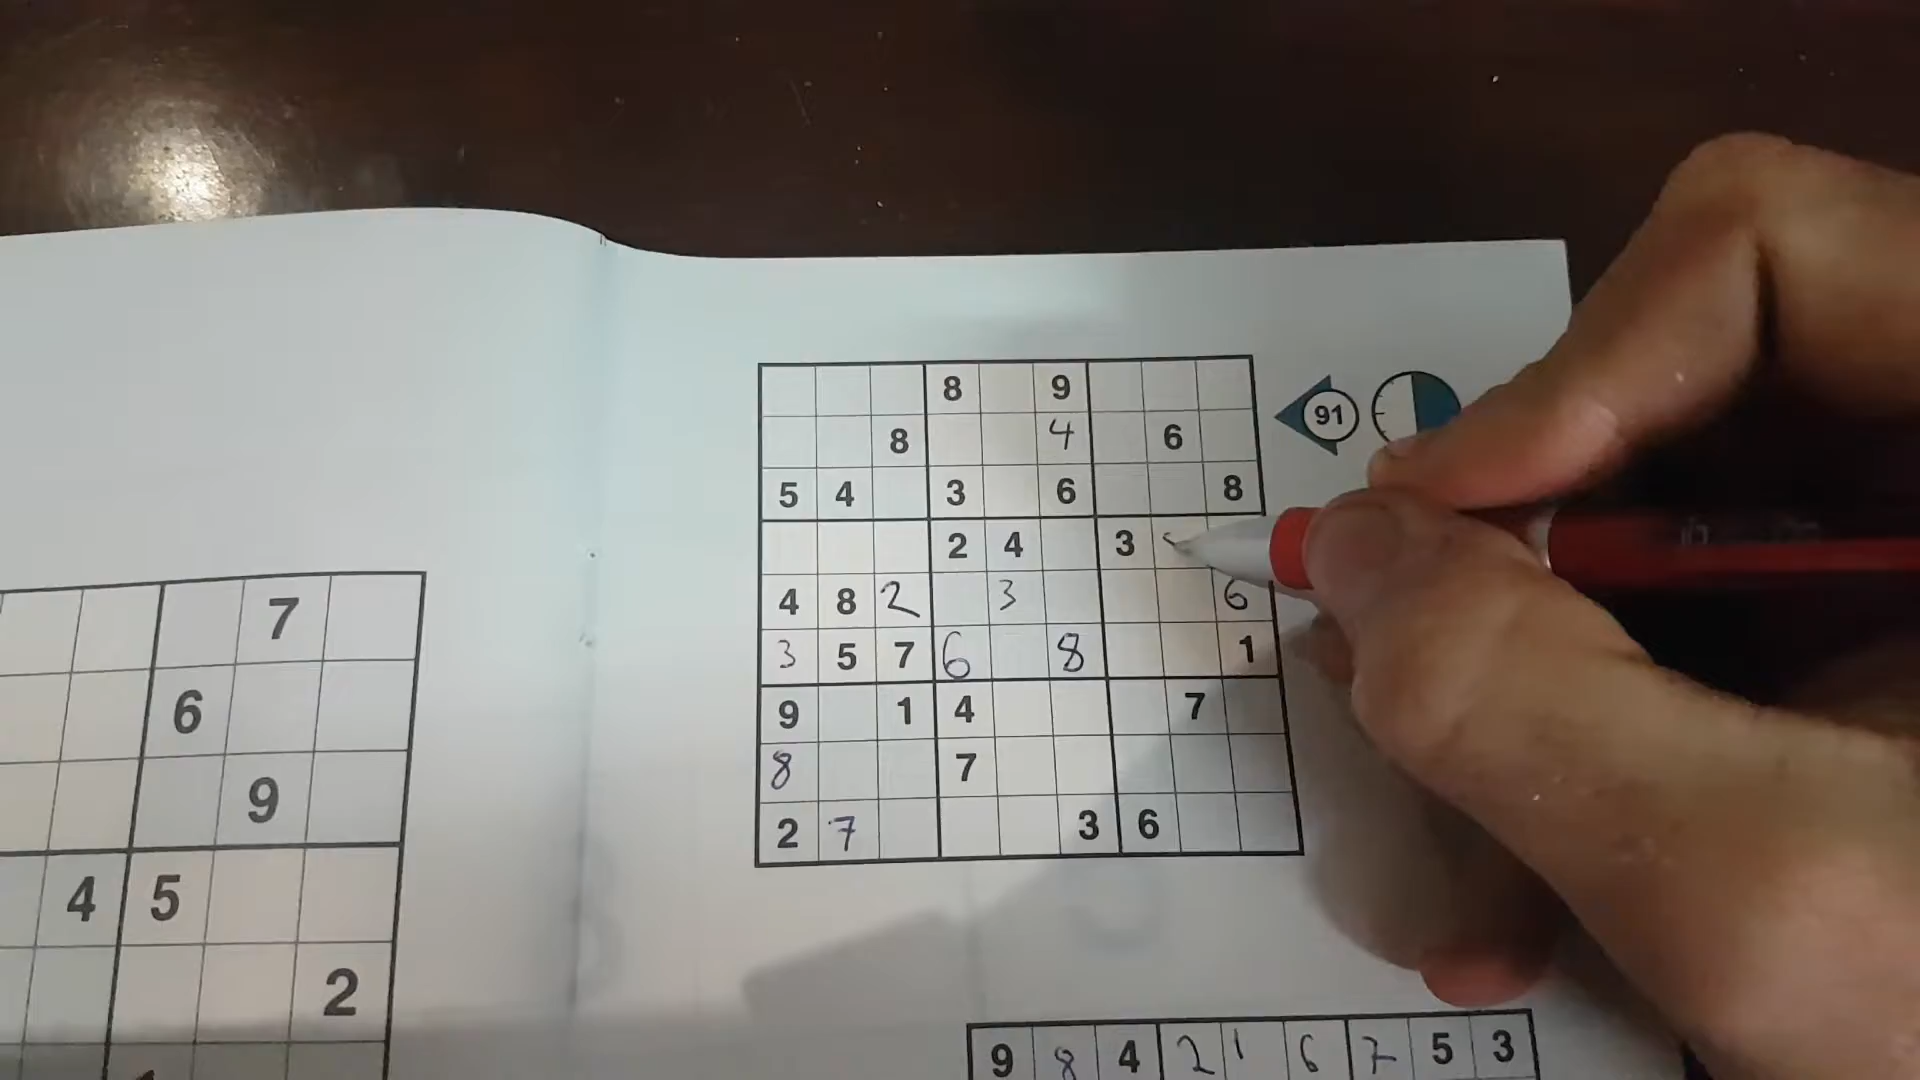 8 9
8 4 6
5 4 3 6 8
2 4 3
4 8 2 3 6
3 5 7 6 8 1
9 1 4 7
8 7
2 7 3 6
91
7
6
9
4 5
2
9 8 4 2 1 6 7 5 3